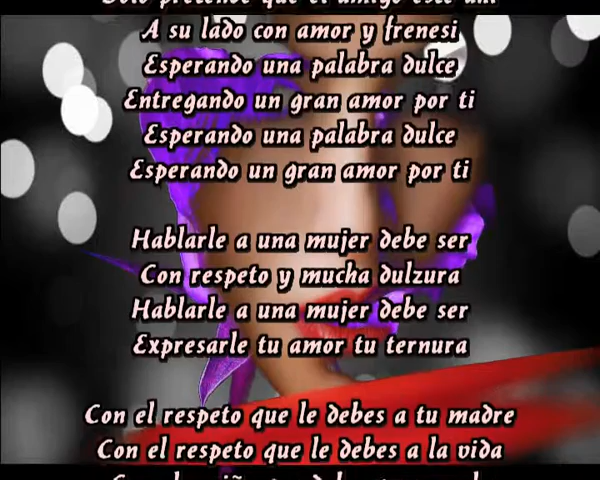 A su lado con amor y frenesi
Esperando una palabra dulce
Entregando un gran amor por ti
Esperando una palabra dulce
Esperando un gran amor por ti
Hablarle a una mujer debe ser
Con respeto y mucha dulzura
Hablarle a una mujer debe ser
Expresarle tu amor tu ternura
Con el respeto que le debes a tu madre
Con el respeto que le debes a la vida